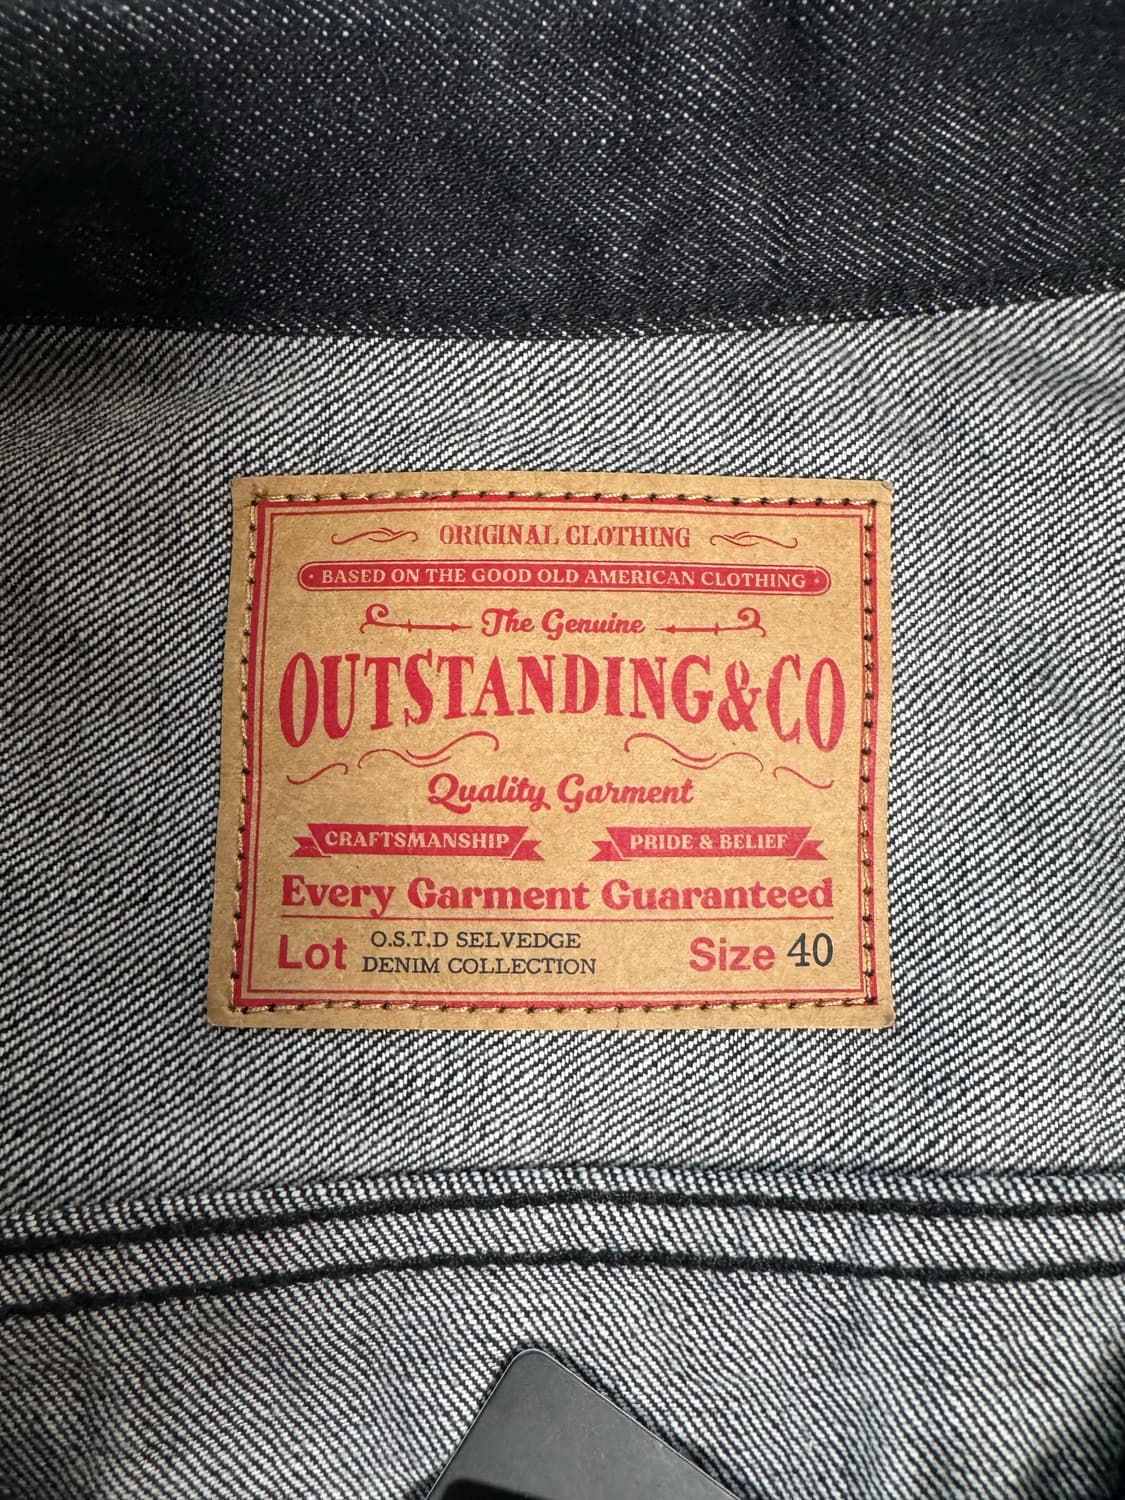 ORIGINAL CLOTHING
BASED ON THE GOOD OLD AMERICAN CLOTHING
The Genuine
OUTSTANDING&CO
Quality Garment
CRAFTSMANSHIP PRIDE & BELIEF
Every Garment Guaranteed
Lot O.S.T.D SELVEDGE
DENIM COLLECTION Size 40